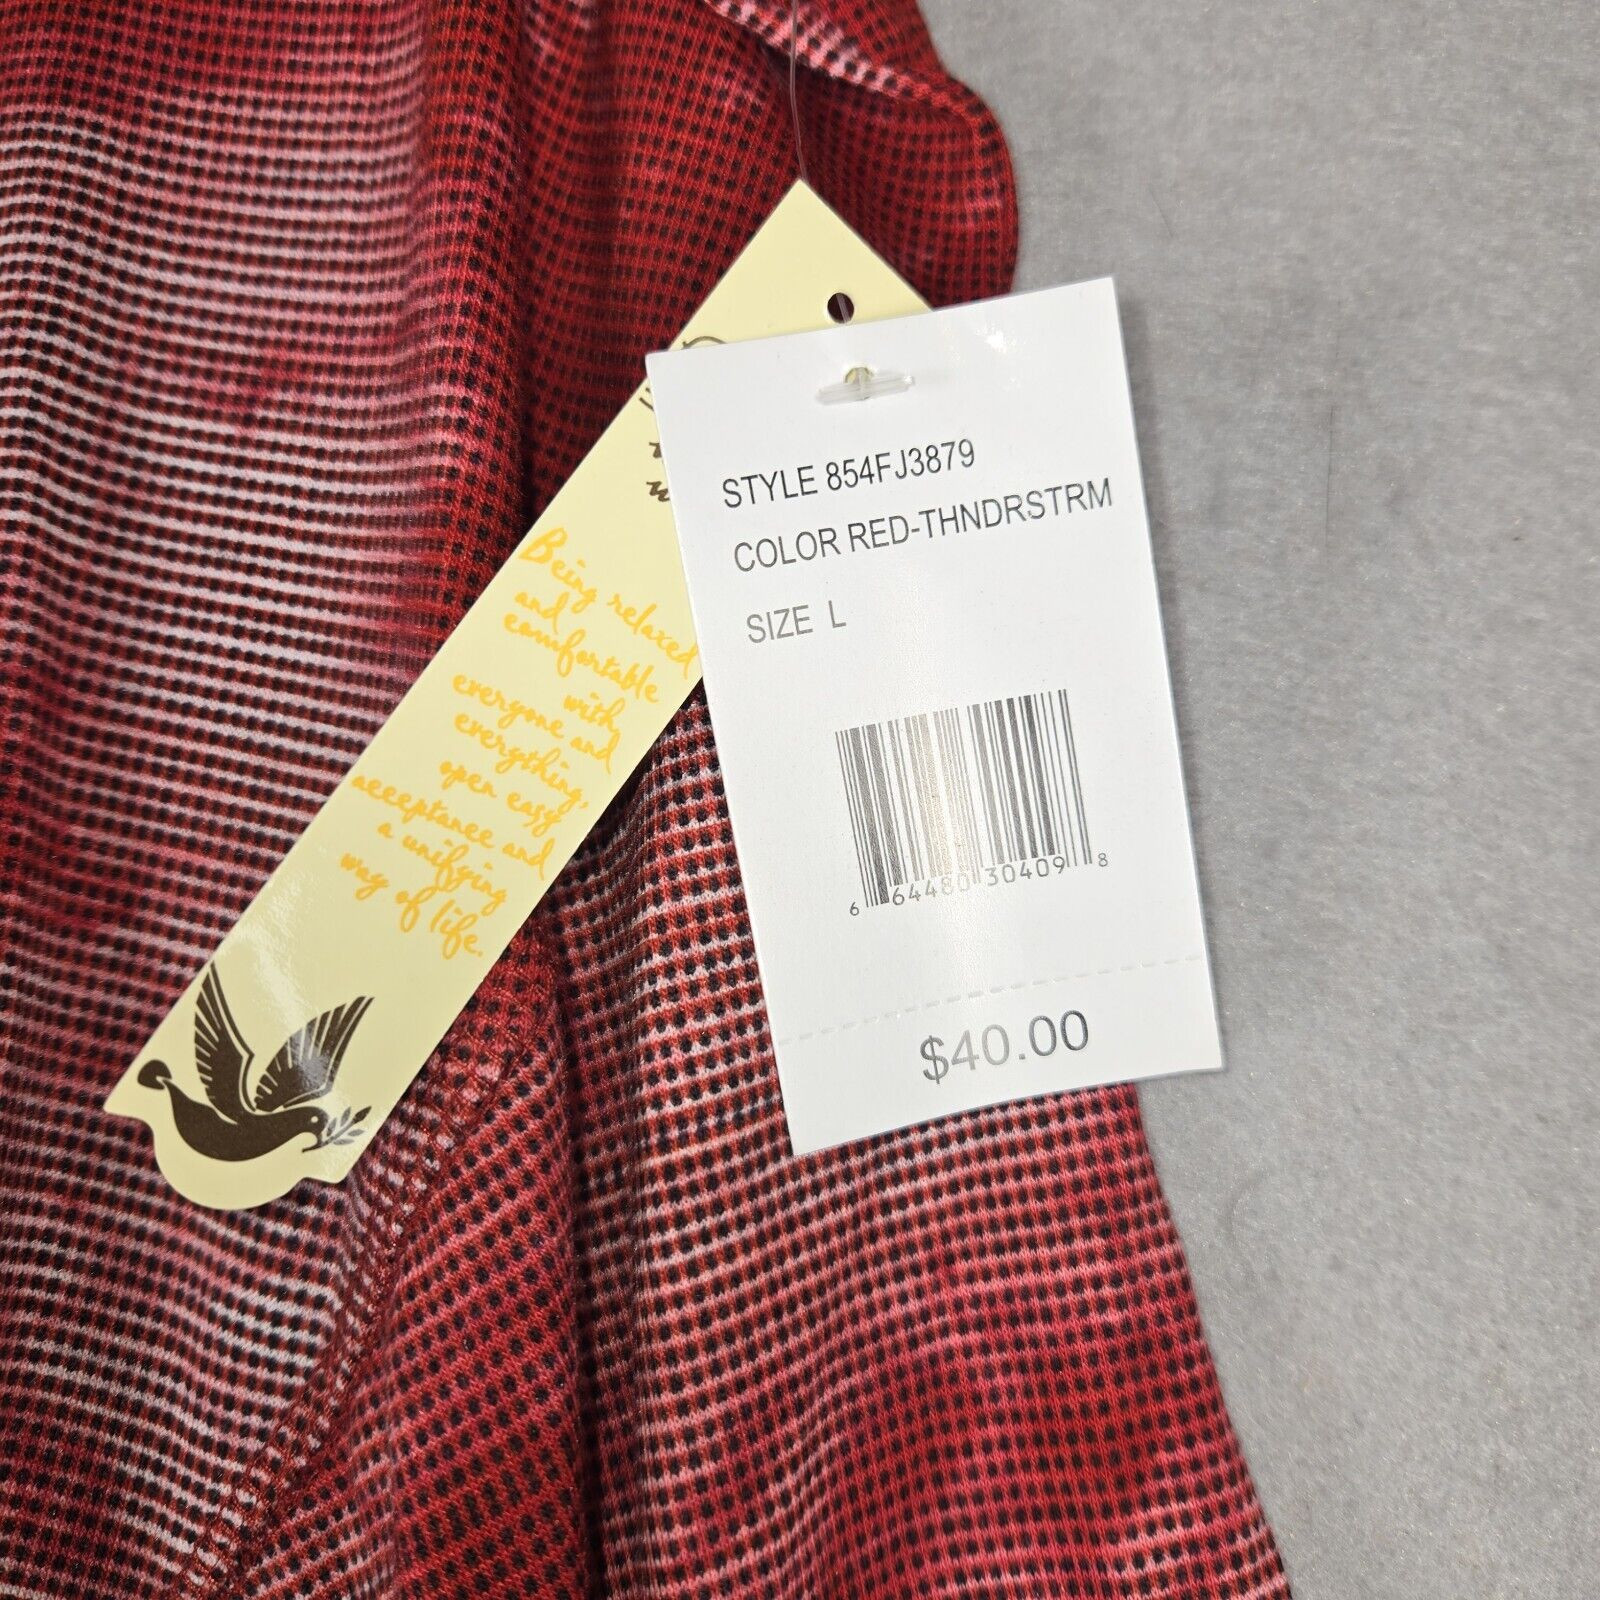 STYLE 854FJ3879
COLOR RED-THNDRSTRM
SIZE L
6 64480 30409 8
$40.00
Being relaxed
and
comfortable
with
everyone and
everything,
open easy
acceptance and
a unifying
way of life.